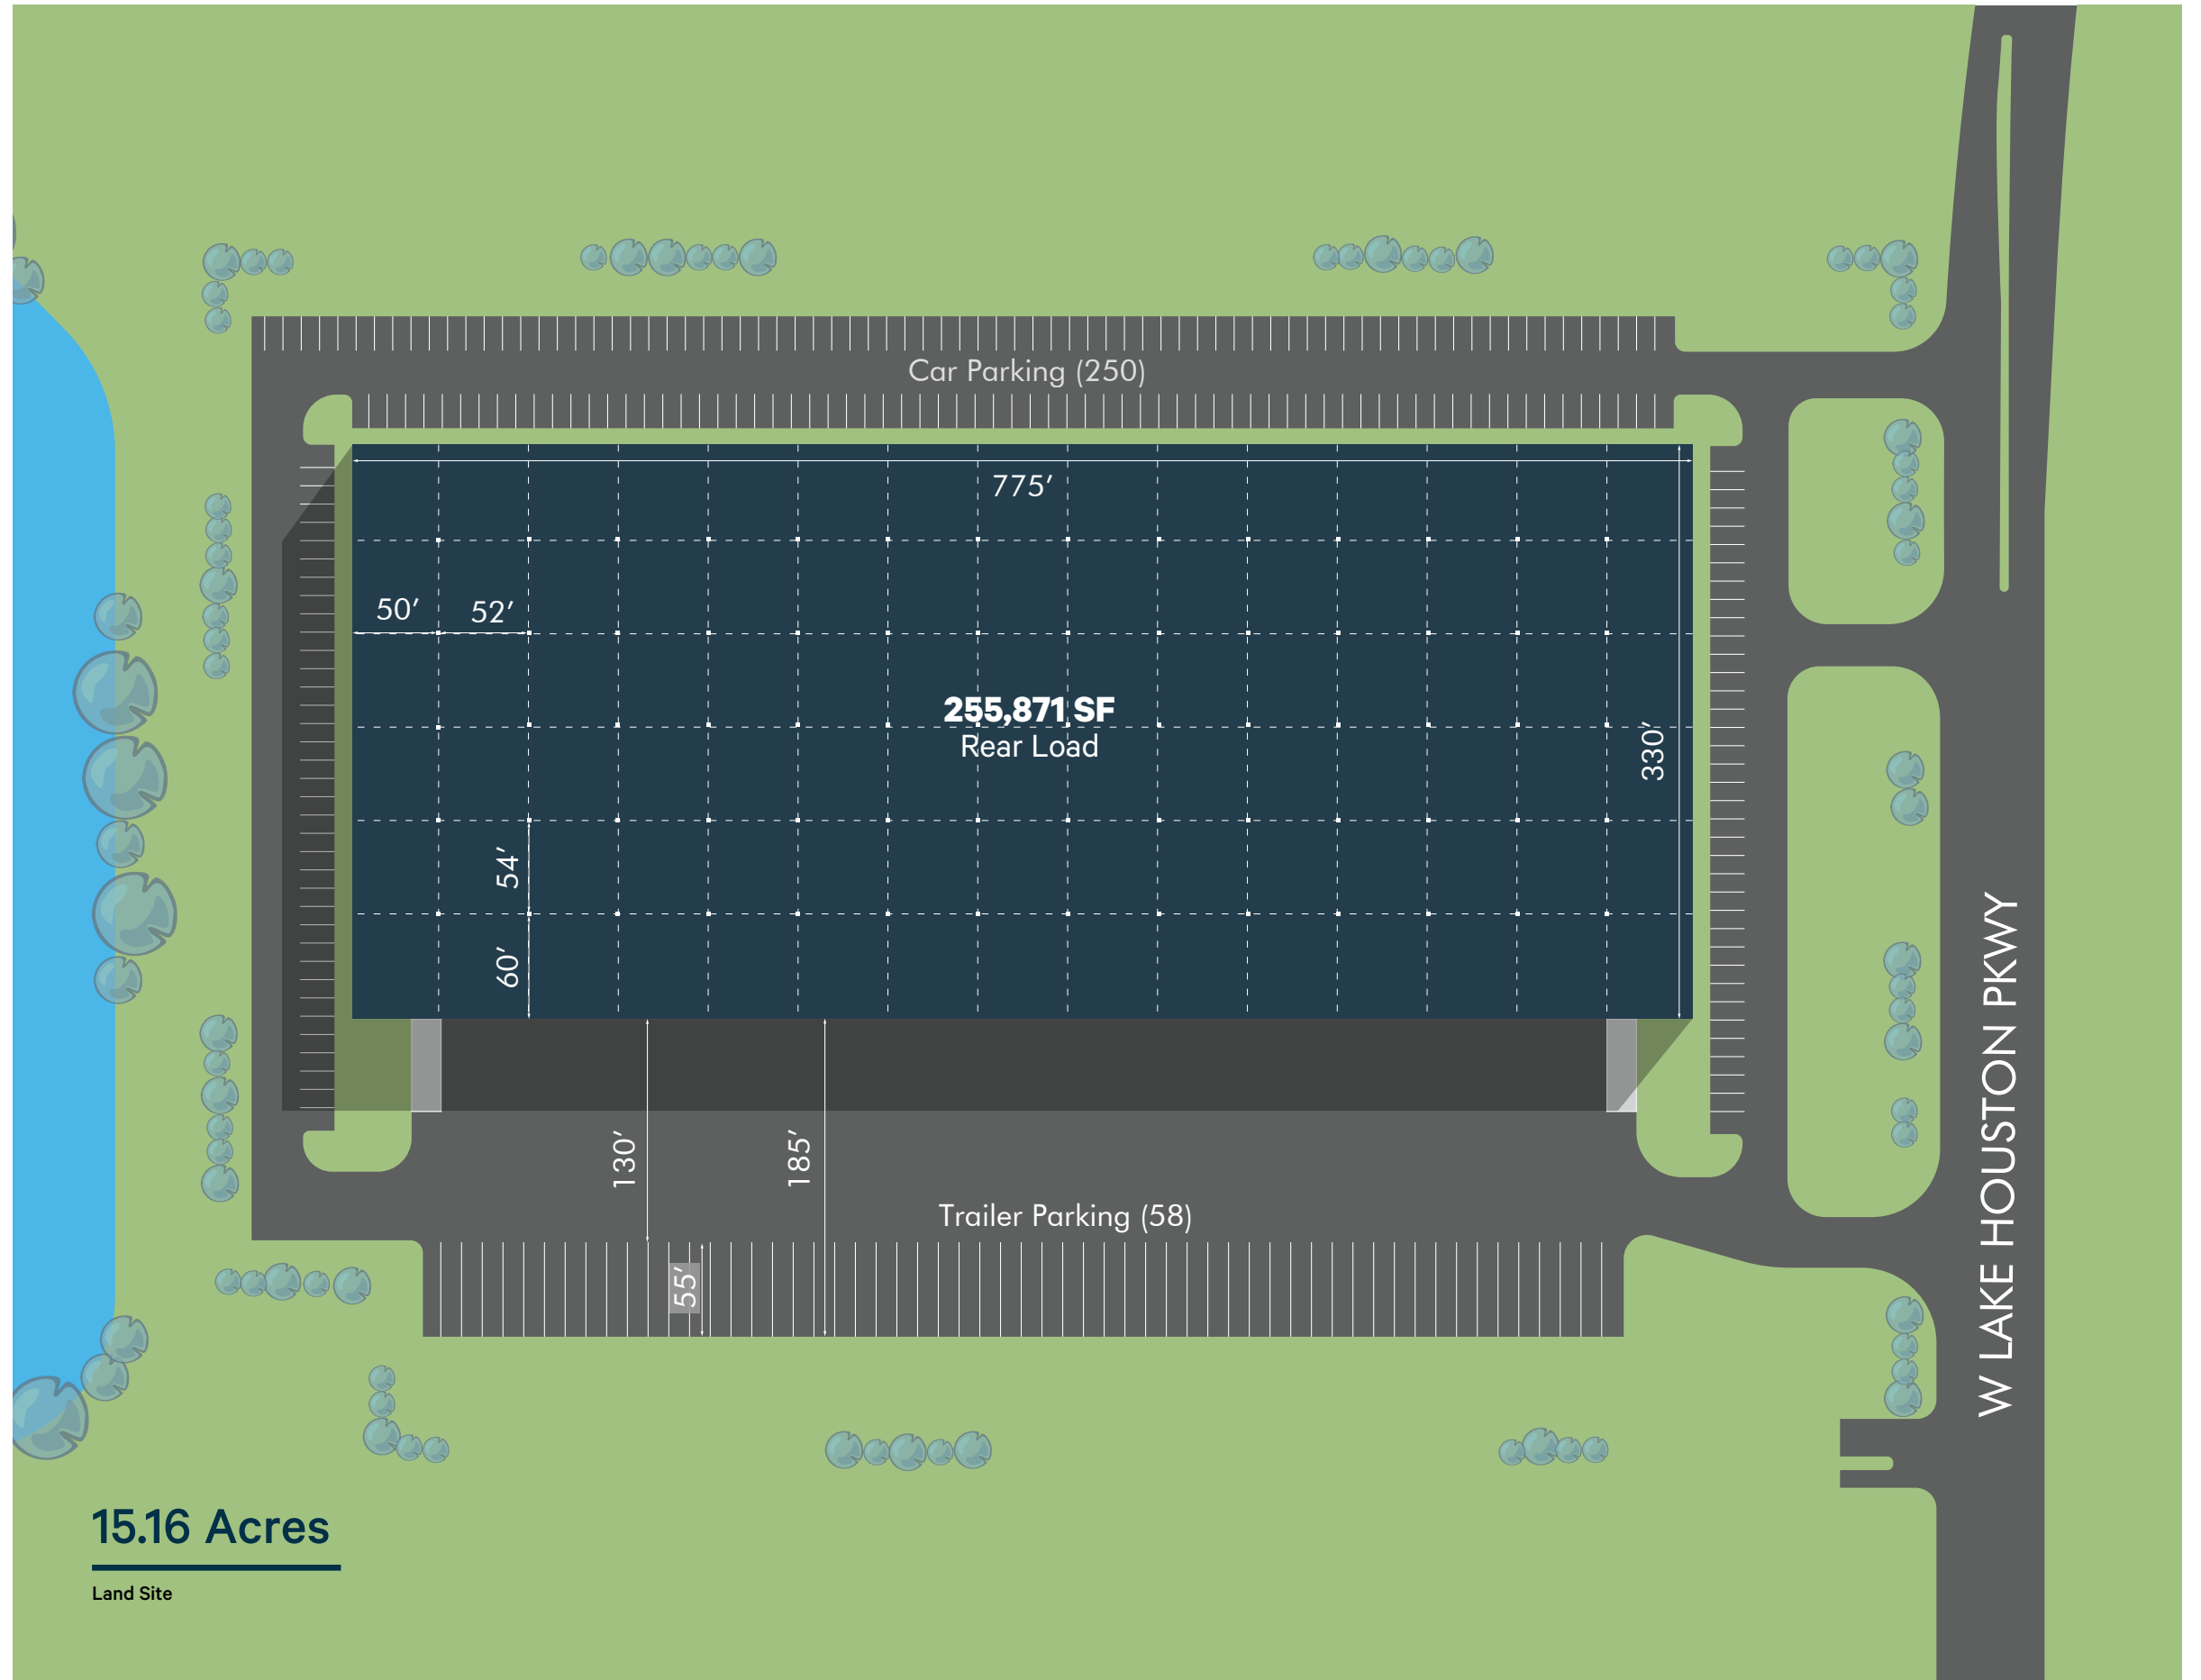 Car Parking (250)
775’
50’
52’
255,871 SF
Rear Load
330’
54’
60’
130’
185’
Trailer Parking (58)
55’
W LAKE HOUSTON PKWY
15.16 Acres
Land Site